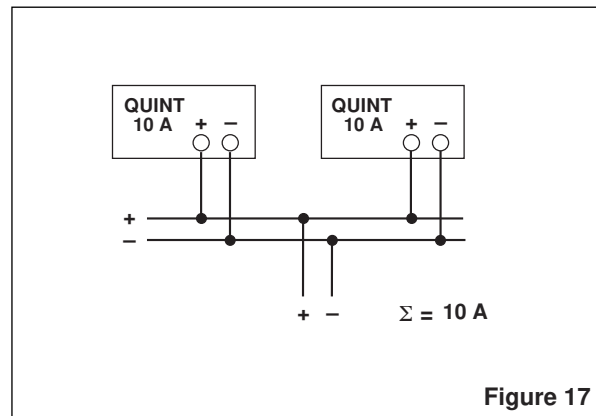 QUINT QUINT
10 A + – 10 A + –
+
–
+ – Σ = 10 A
Figure 17